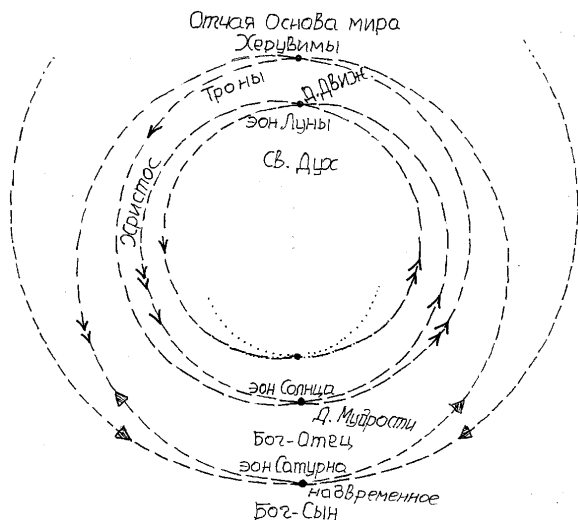 Отчая Основа мира
Херувимы
Троны
Д. Движ.
эон Луны
Св. Дух
Христос
эон Солнца
Д. Мудрости
Бог-Отец
эон Сатурна
надвременное
Бог-Сын